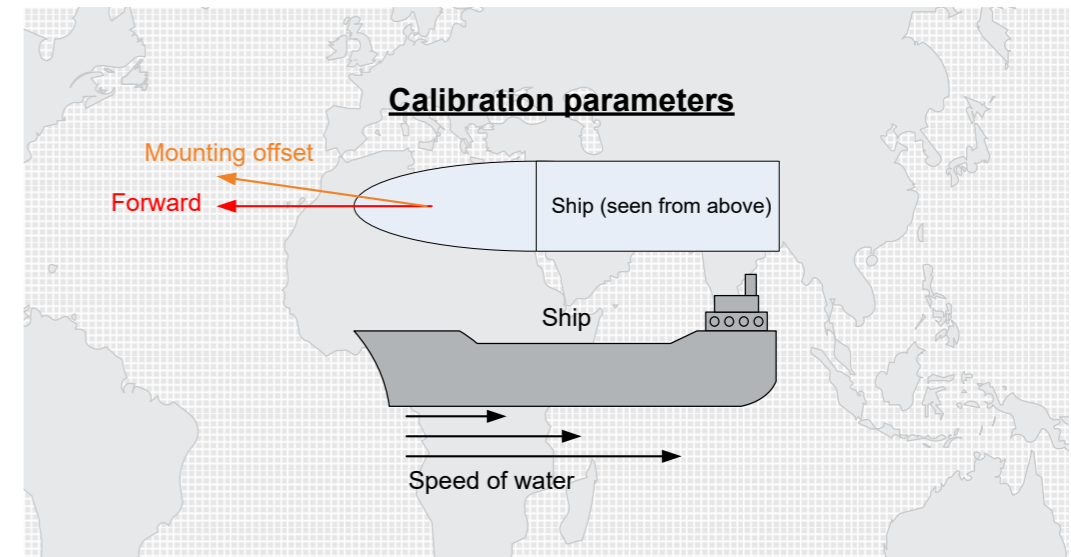 Calibration parameters
Mounting offset
Forward
Ship (seen from above)
Ship
Speed of water